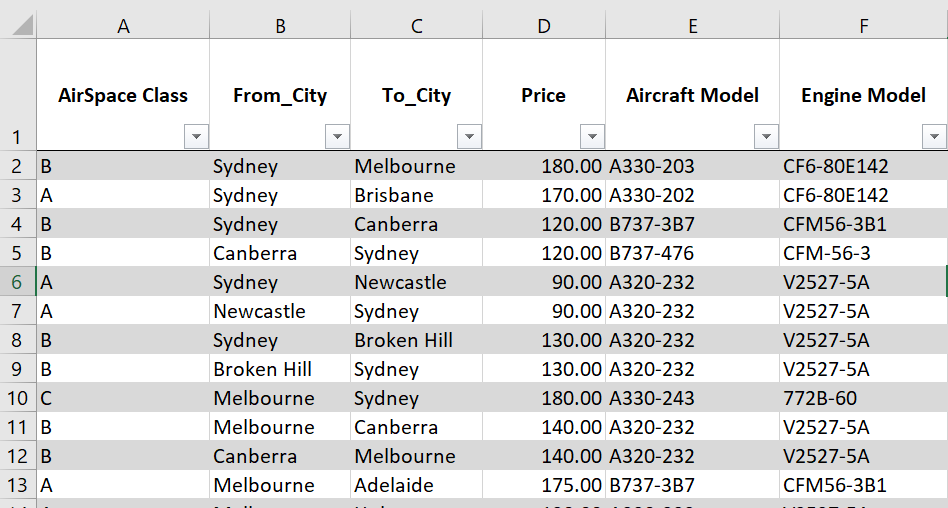 A B C D E F
1 AirSpace Class From_City To_City Price Aircraft Model Engine Model
2 B Sydney Melbourne 180.00 A330-203 CF6-80E142
3 A Sydney Brisbane 170.00 A330-202 CF6-80E142
4 B Sydney Canberra 120.00 B737-3B7 CFM56-3B1
5 B Canberra Sydney 120.00 B737-476 CFM-56-3
6 A Sydney Newcastle 90.00 A320-232 V2527-5A
7 A Newcastle Sydney 90.00 A320-232 V2527-5A
8 B Sydney Broken Hill 130.00 A320-232 V2527-5A
9 B Broken Hill Sydney 130.00 A320-232 V2527-5A
10 C Melbourne Sydney 180.00 A330-243 772B-60
11 B Melbourne Canberra 140.00 A320-232 V2527-5A
12 B Canberra Melbourne 140.00 A320-232 V2527-5A
13 A Melbourne Adelaide 175.00 B737-3B7 CFM56-3B1